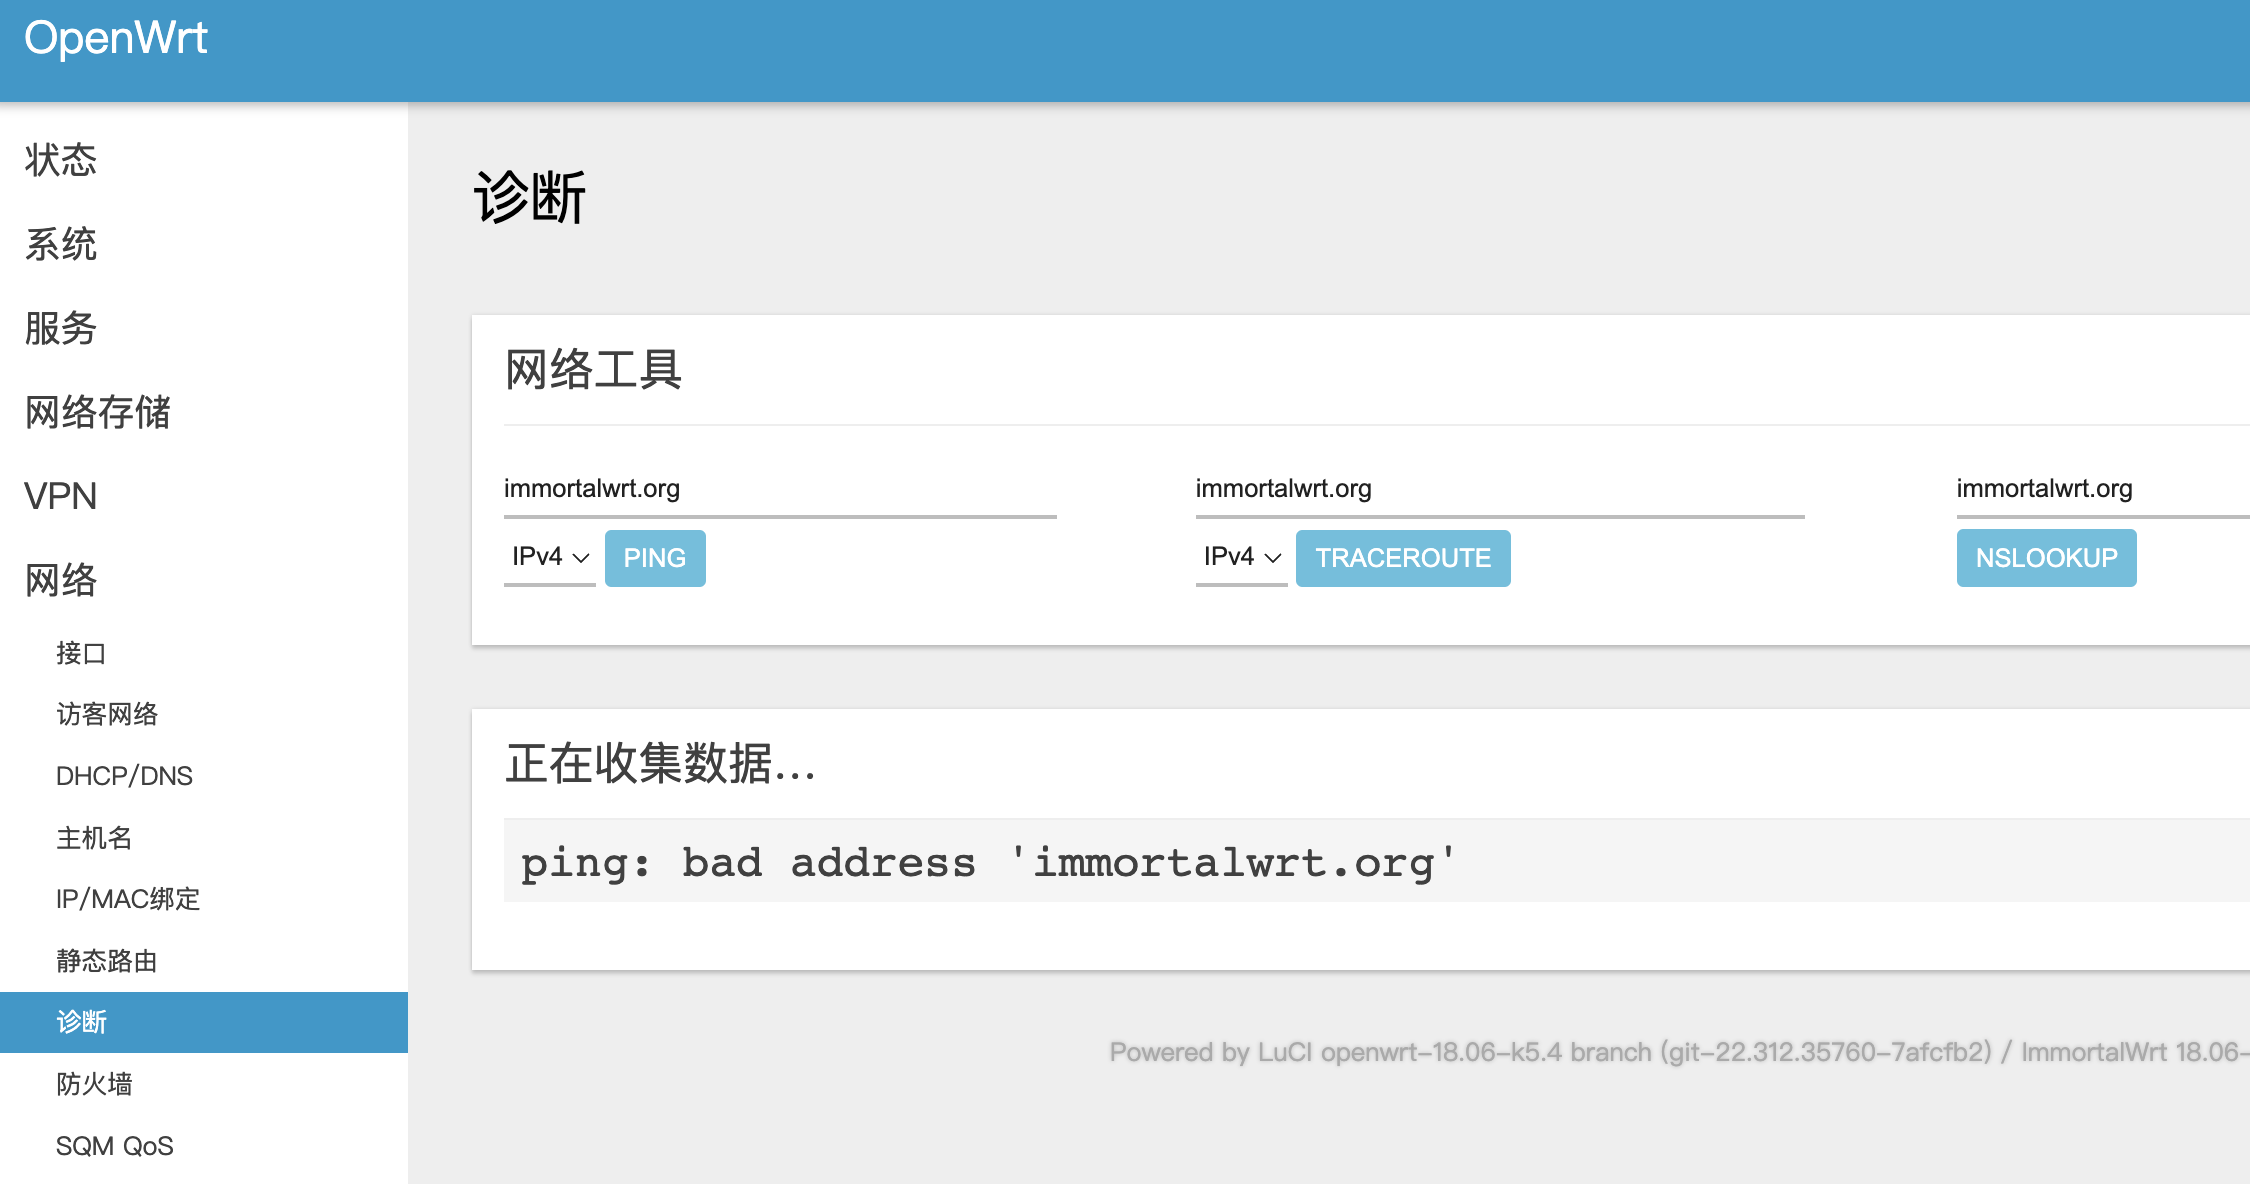 OpenWrt
状态
系统
服务
网络存储
VPN
网络
接口
访客网络
DHCP/DNS
主机名
IP/MAC绑定
静态路由
诊断
防火墙
SQM QoS
诊断
网络工具
immortalwrt.org
immortalwrt.org
immortalwrt.org
IPv4 PING
IPv4 TRACEROUTE
NSLOOKUP
正在收集数据...
ping: bad address 'immortalwrt.org'
Powered by LuCI openwrt-18.06-k5.4 branch (git-22.312.35760-7afcfb2) / ImmortalWrt 18.06-